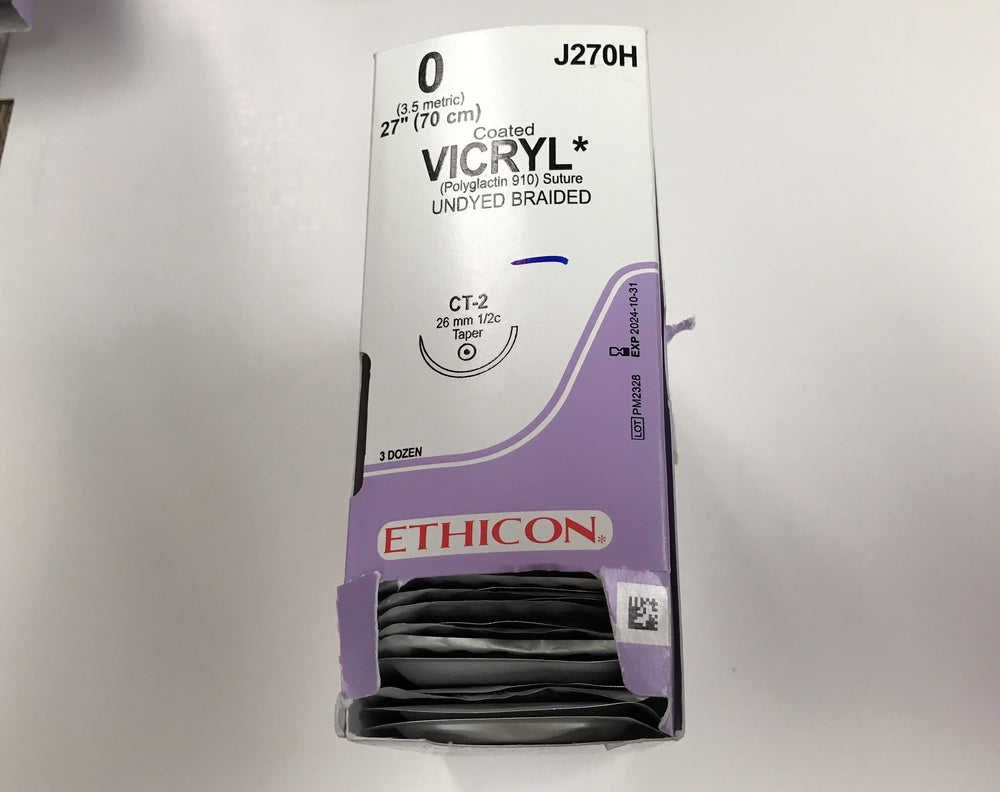 0
J270H
(3.5 metric)
27" (70 cm)
Coated
VICRYL*
(Polyglactin 910) Suture
UNDYED BRAIDED
CT-2
26 mm 1/2c
Taper
EXP 2024-10-31
LOT PM2328
3 DOZEN
ETHICON*